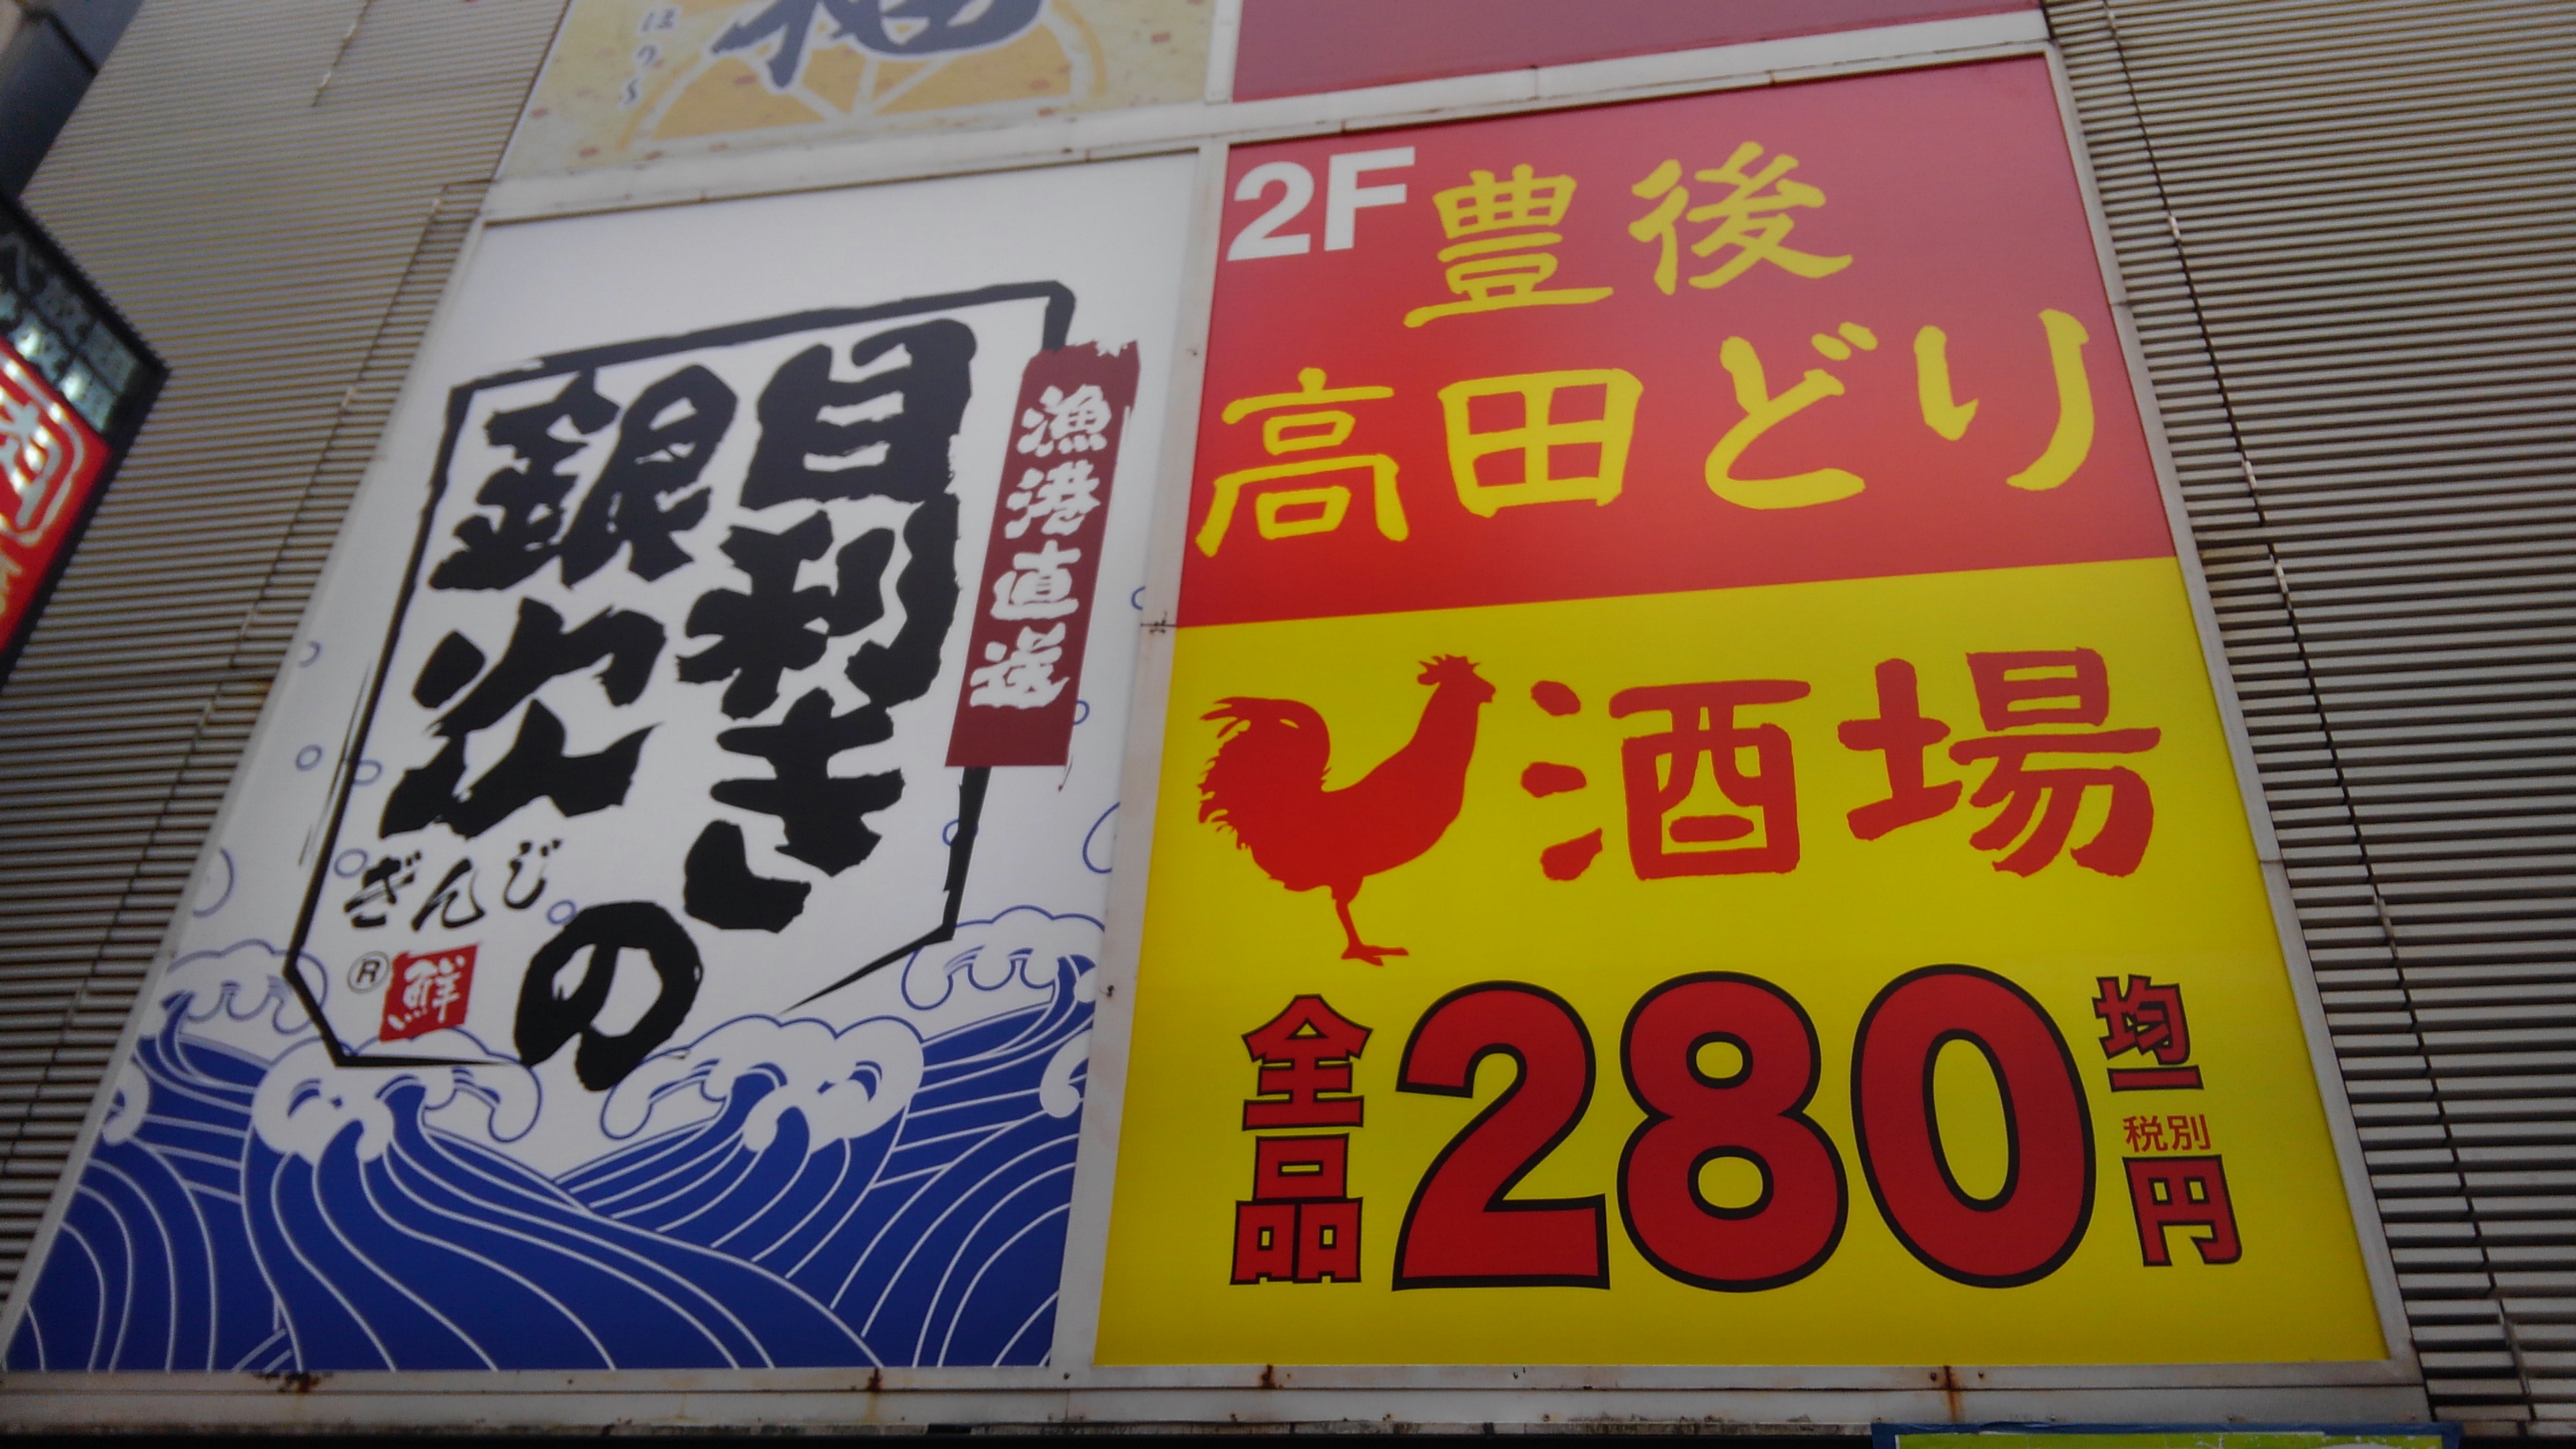 漁港直送
目利きの
銀次
ぎんじ
®
鮮
2F
豊後
高田どり
酒場
全品
280
均一
税別
円